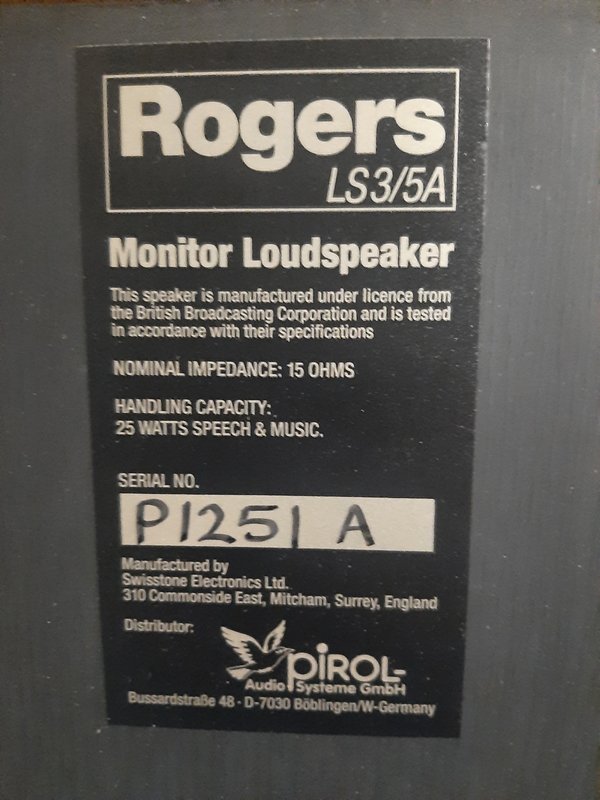 Rogers
LS3/5A
Monitor Loudspeaker
This speaker is manufactured under licence from
the British Broadcasting Corporation and is tested
in accordance with their specifications
NOMINAL IMPEDANCE: 15 OHMS
HANDLING CAPACITY:
25 WATTS SPEECH & MUSIC.
SERIAL NO.
P1251 A
Manufactured by
Swisstone Electronics Ltd.
310 Commonside East, Mitcham, Surrey, England
Distributor:
PiROL-
Audio Systeme GmbH
Bussardstraße 48 · D-7030 Böblingen/W-Germany